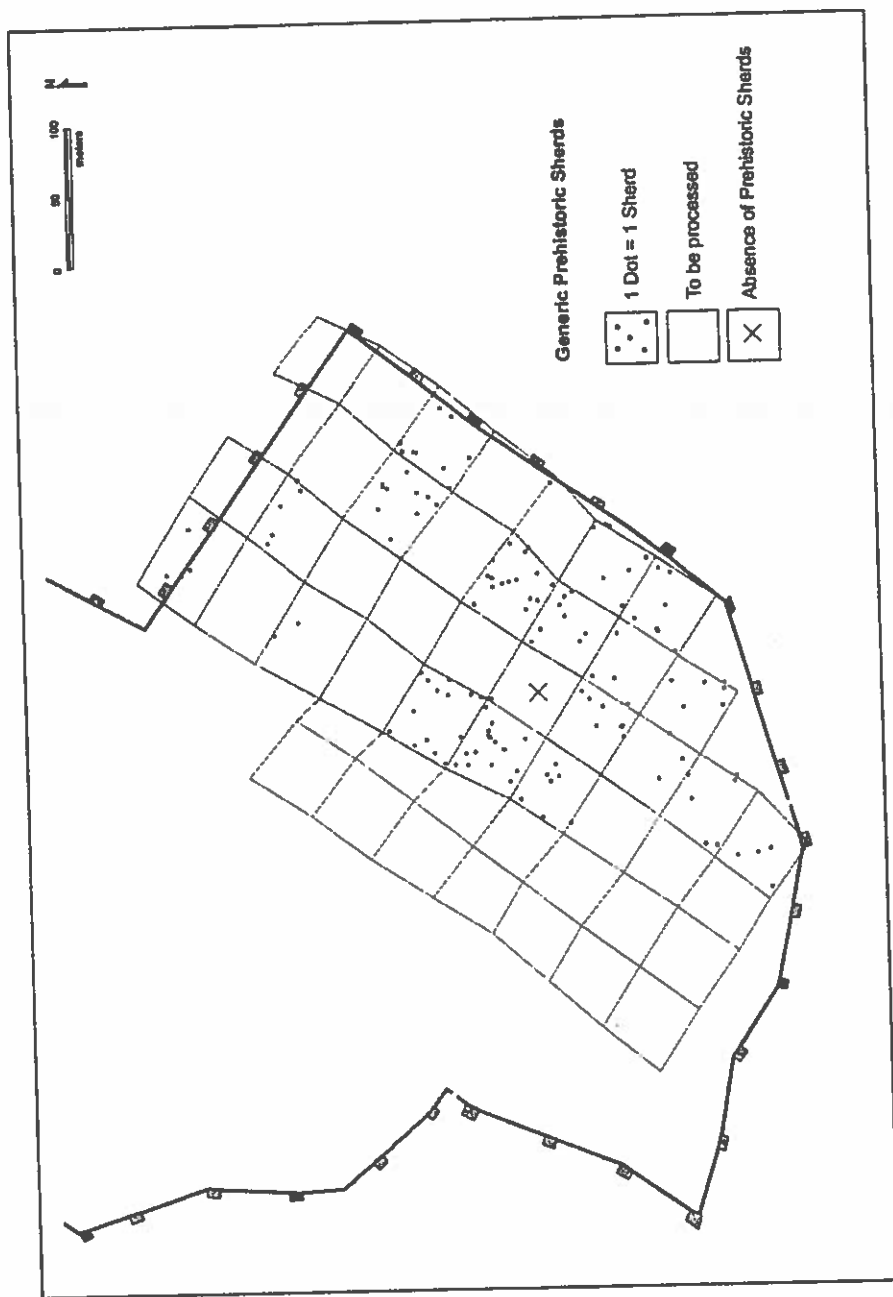 N
0 50 100
meters
Generic Prehistoric Sherds
1 Dot = 1 Sherd
To be processed
Absence of Prehistoric Sherds